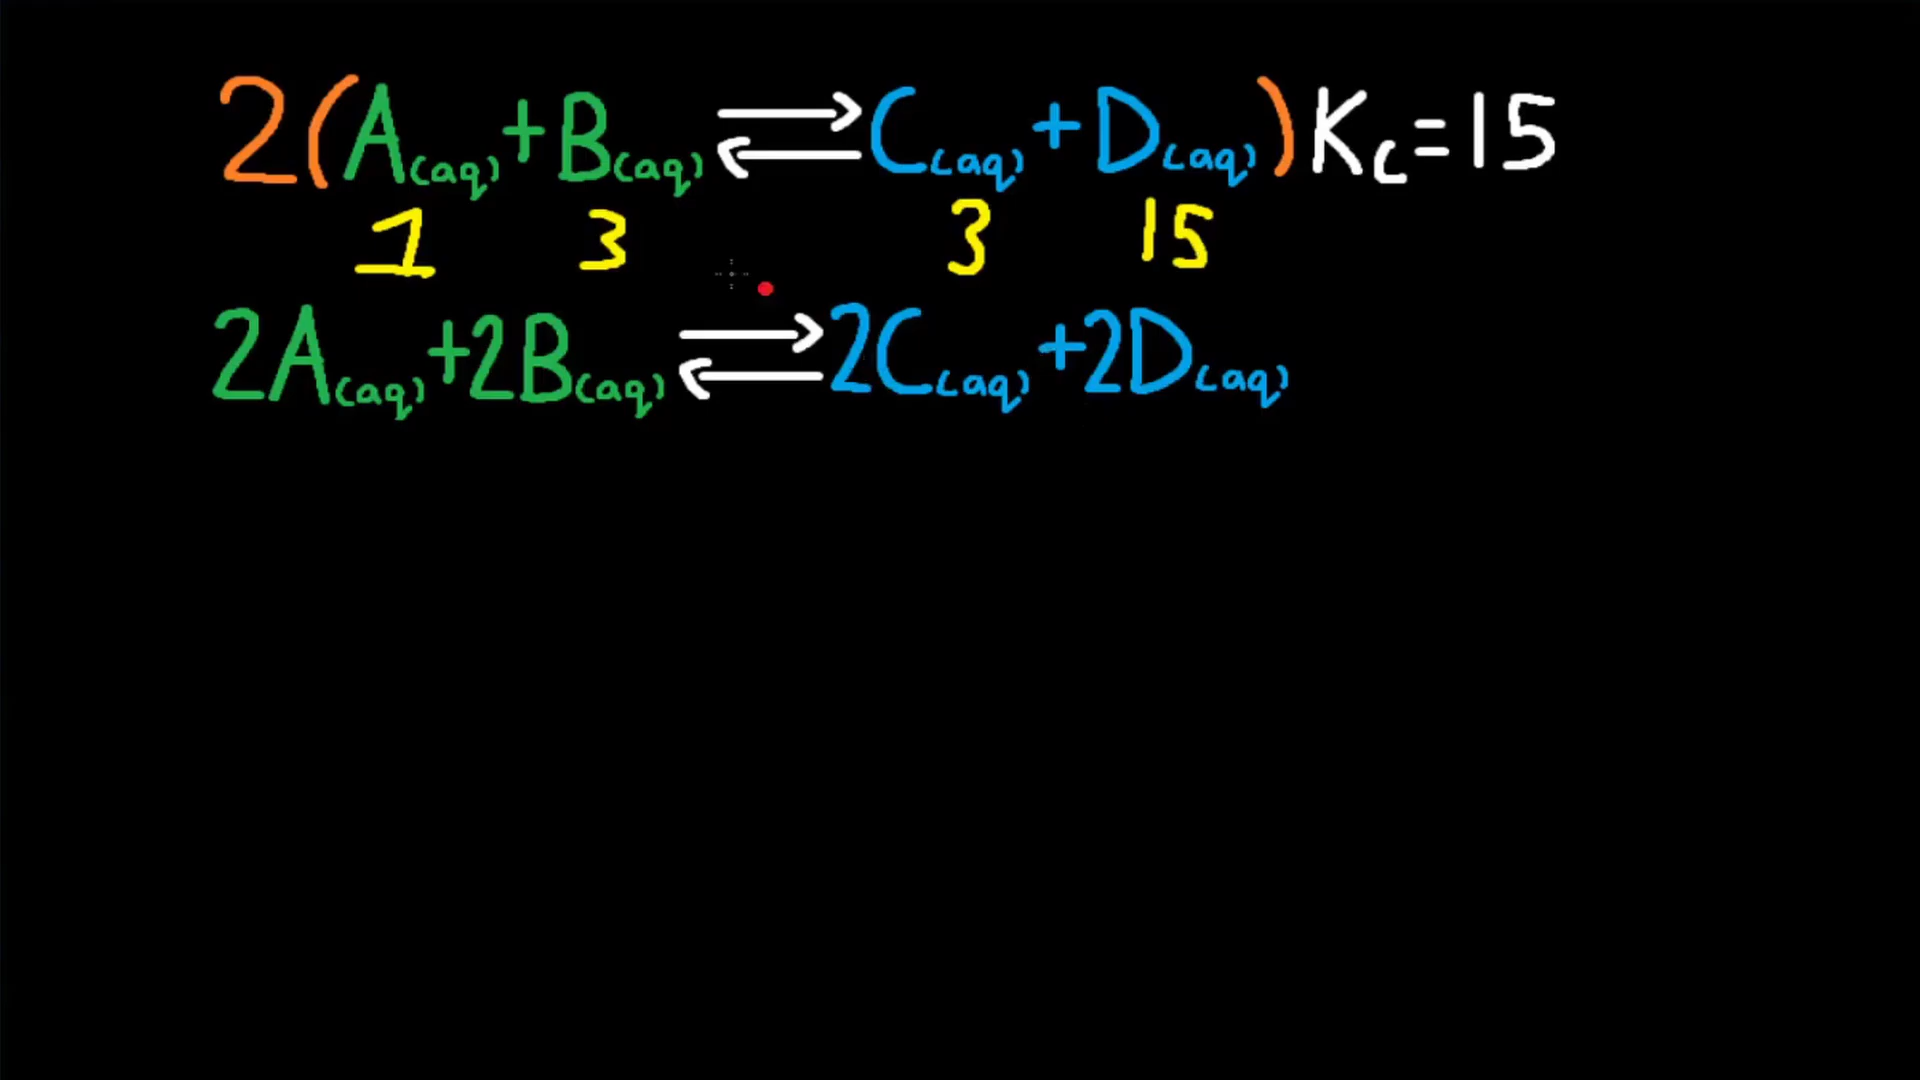 2(A(aq) + B(aq) ⇌ C(aq) + D(aq)) Kc = 15
1 3 3 15
2A(aq) + 2B(aq) ⇌ 2C(aq) + 2D(aq)